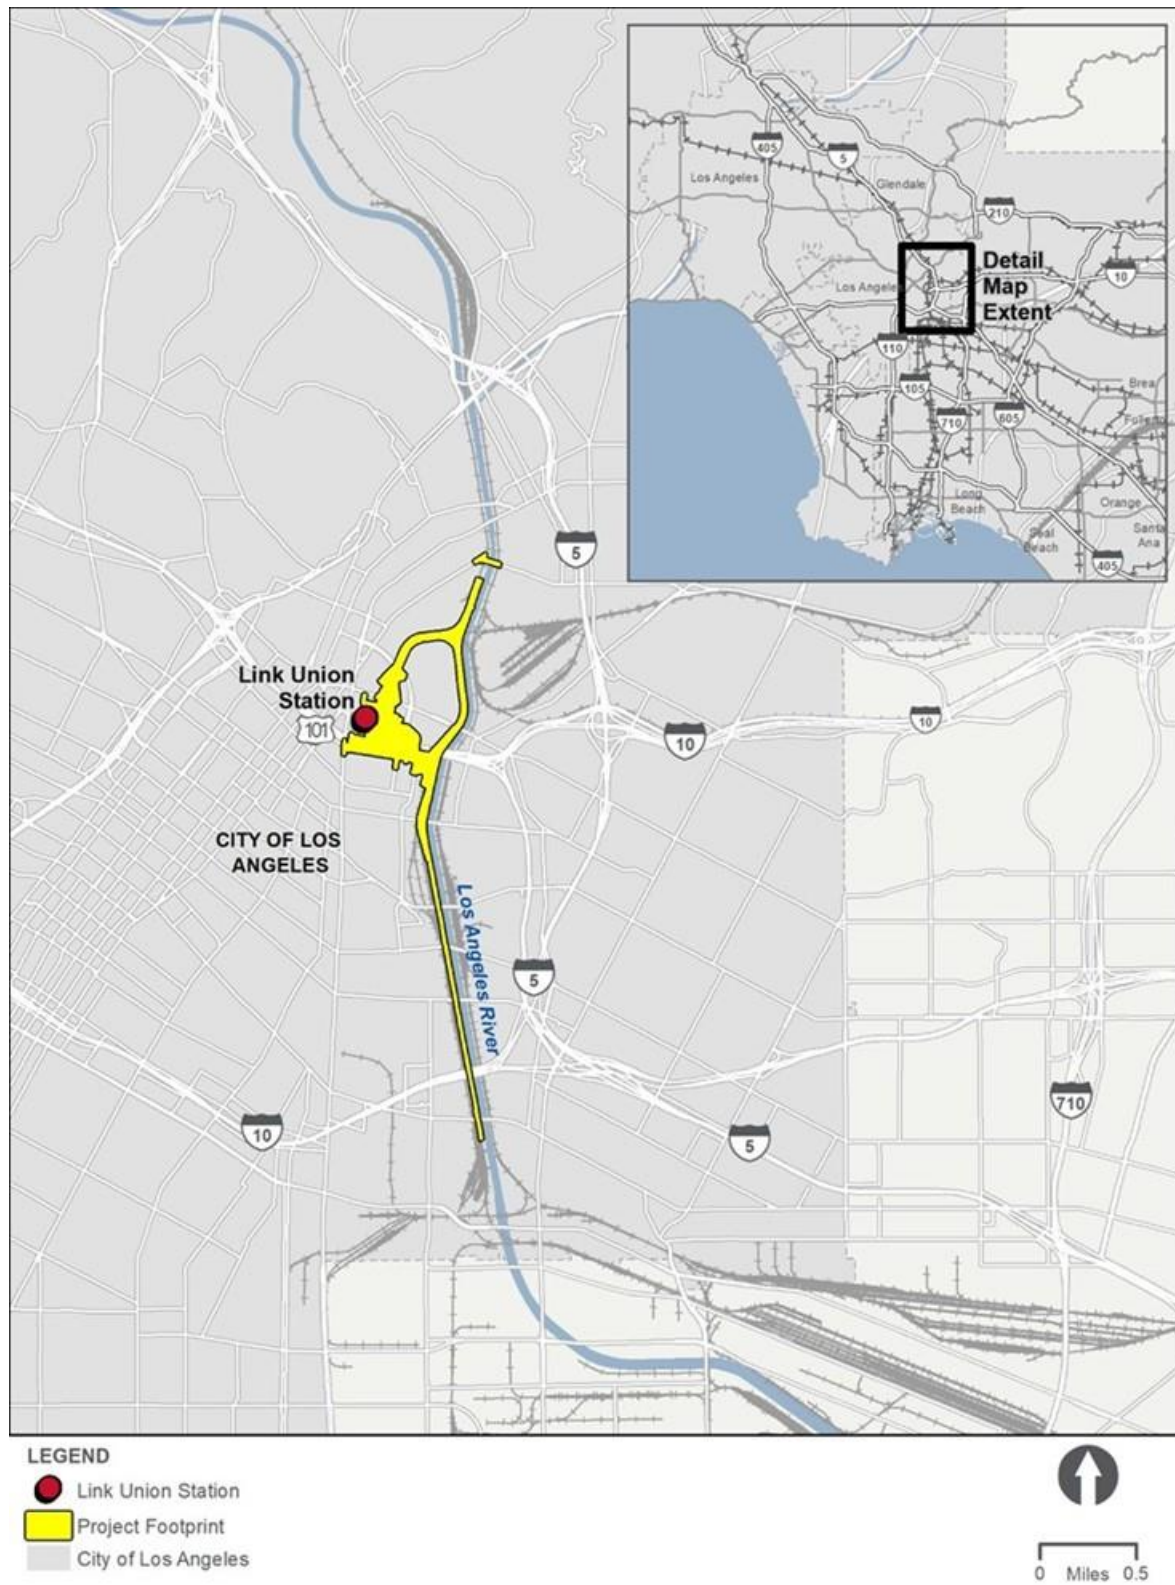 405
5
Los Angeles
Glendale
210
Detail
Map
Extent
Los Angeles
10
110
105
Brea
710
605
Long
Beach
Orange
Seal
Beach
Santa
Ana
405
5
Link Union
Station
101
10
10
CITY OF LOS
ANGELES
Los Angeles River
5
710
10
5
LEGEND
Link Union Station
Project Footprint
City of Los Angeles
0 Miles 0.5